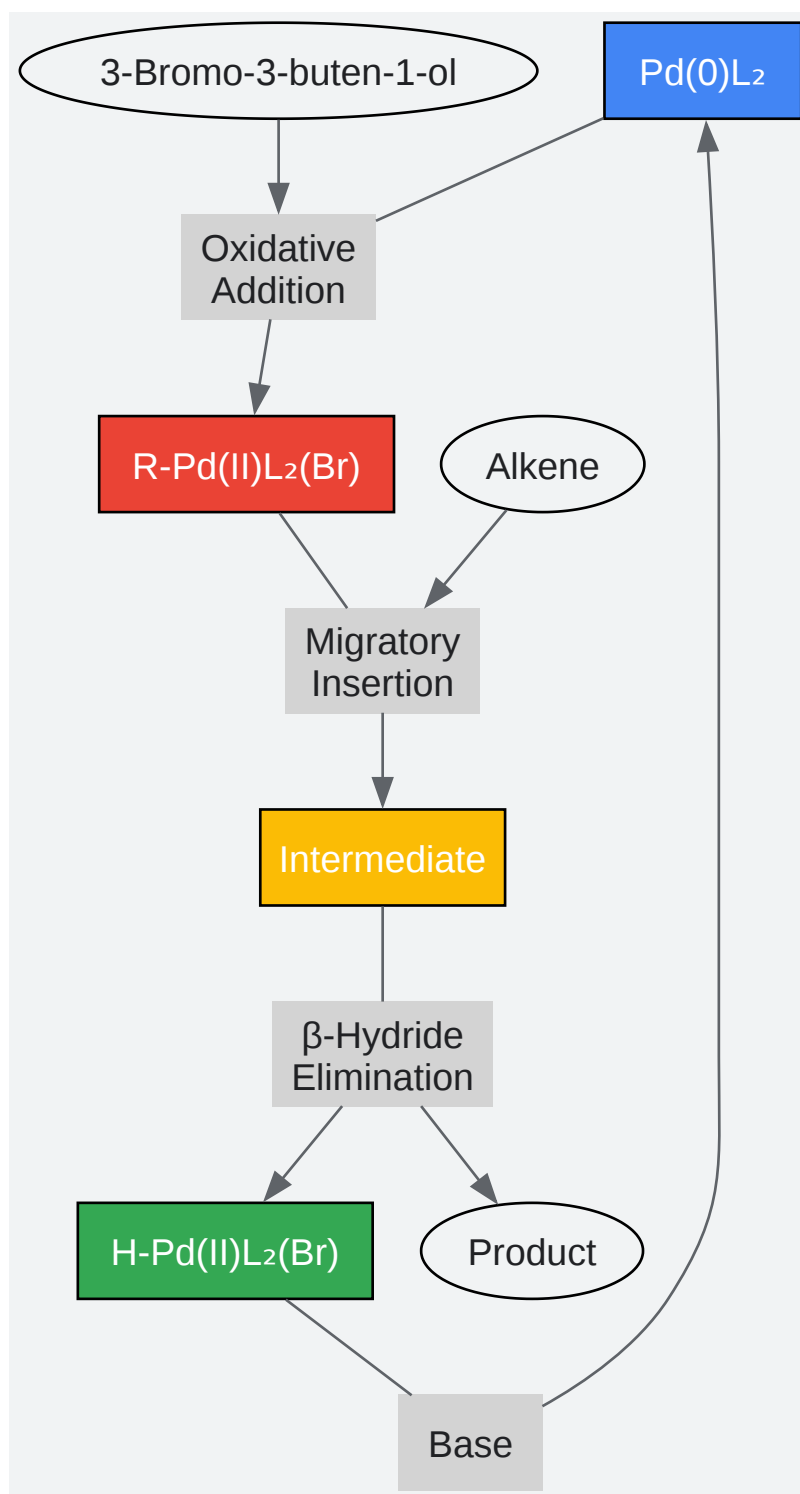 3-Bromo-3-buten-1-ol
Pd(0)L₂
Oxidative
Addition
R-Pd(II)L₂(Br)
Alkene
Migratory
Insertion
Intermediate
β-Hydride
Elimination
H-Pd(II)L₂(Br)
Product
Base